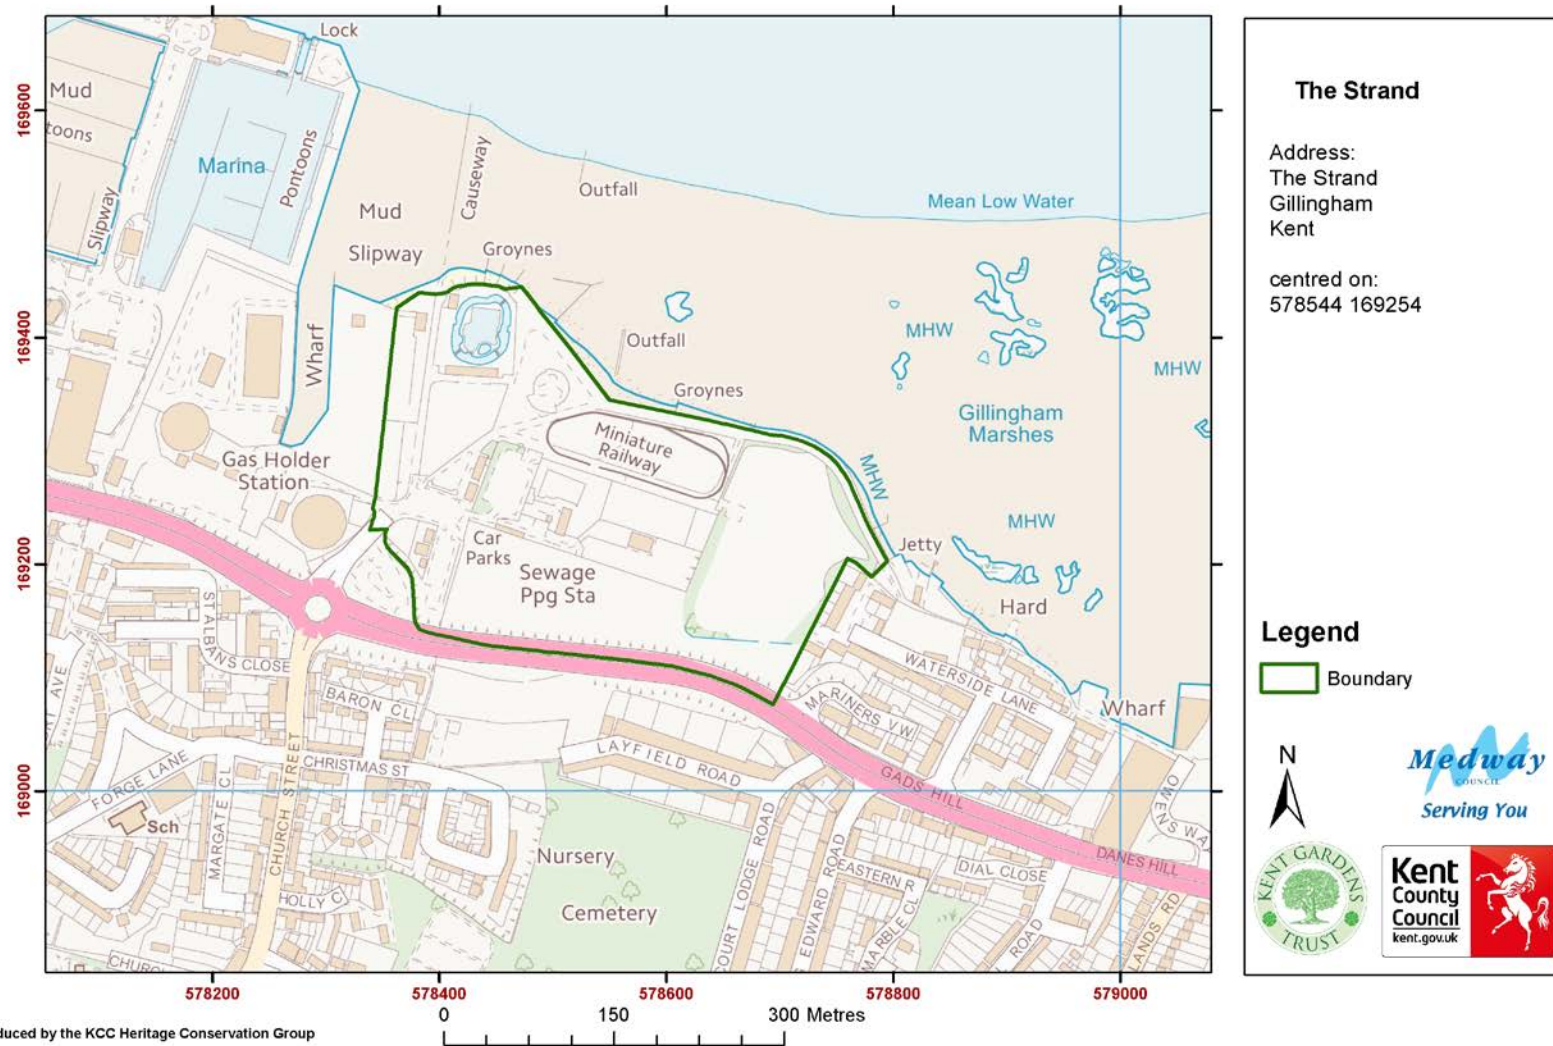 Lock
Mud
toons
Marina
Pontoons
Slipway
Mud
Slipway
Causeway
Outfall
Groynes
Mean Low Water
Outfall
MHW
MHW
Groynes
Gillingham
Marshes
Wharf
Gas Holder
Station
Miniature
Railway
MHW
MHW
Car
Parks
Sewage
Ppg Sta
Jetty
Hard
Wharf
ST ALBANS CLOSE
AVE
BARON CL
WATERSIDE LANE
MARINERS VW
LAYFIELD ROAD
GADS HILL
FORGE LANE
CHRISTMAS ST
CHURCH STREET
MARGATE CL
Sch
HOLLY C
Nursery
Cemetery
COURT LODGE ROAD
EDWARD ROAD
EASTERN R
MARBLE CL
DIAL CLOSE
ROAD
DANES HILL
OWENS WA
LANDS RD
CHURC
169600
169400
169200
169000
578200
578400
578600
578800
579000
0 150 300 Metres
duced by the KCC Heritage Conservation Group
The Strand
Address:
The Strand
Gillingham
Kent
centred on:
578544 169254
Legend
Boundary
N
Medway
COUNCIL
Serving You
KENT GARDENS
TRUST
Kent
County
Council
kent.gov.uk